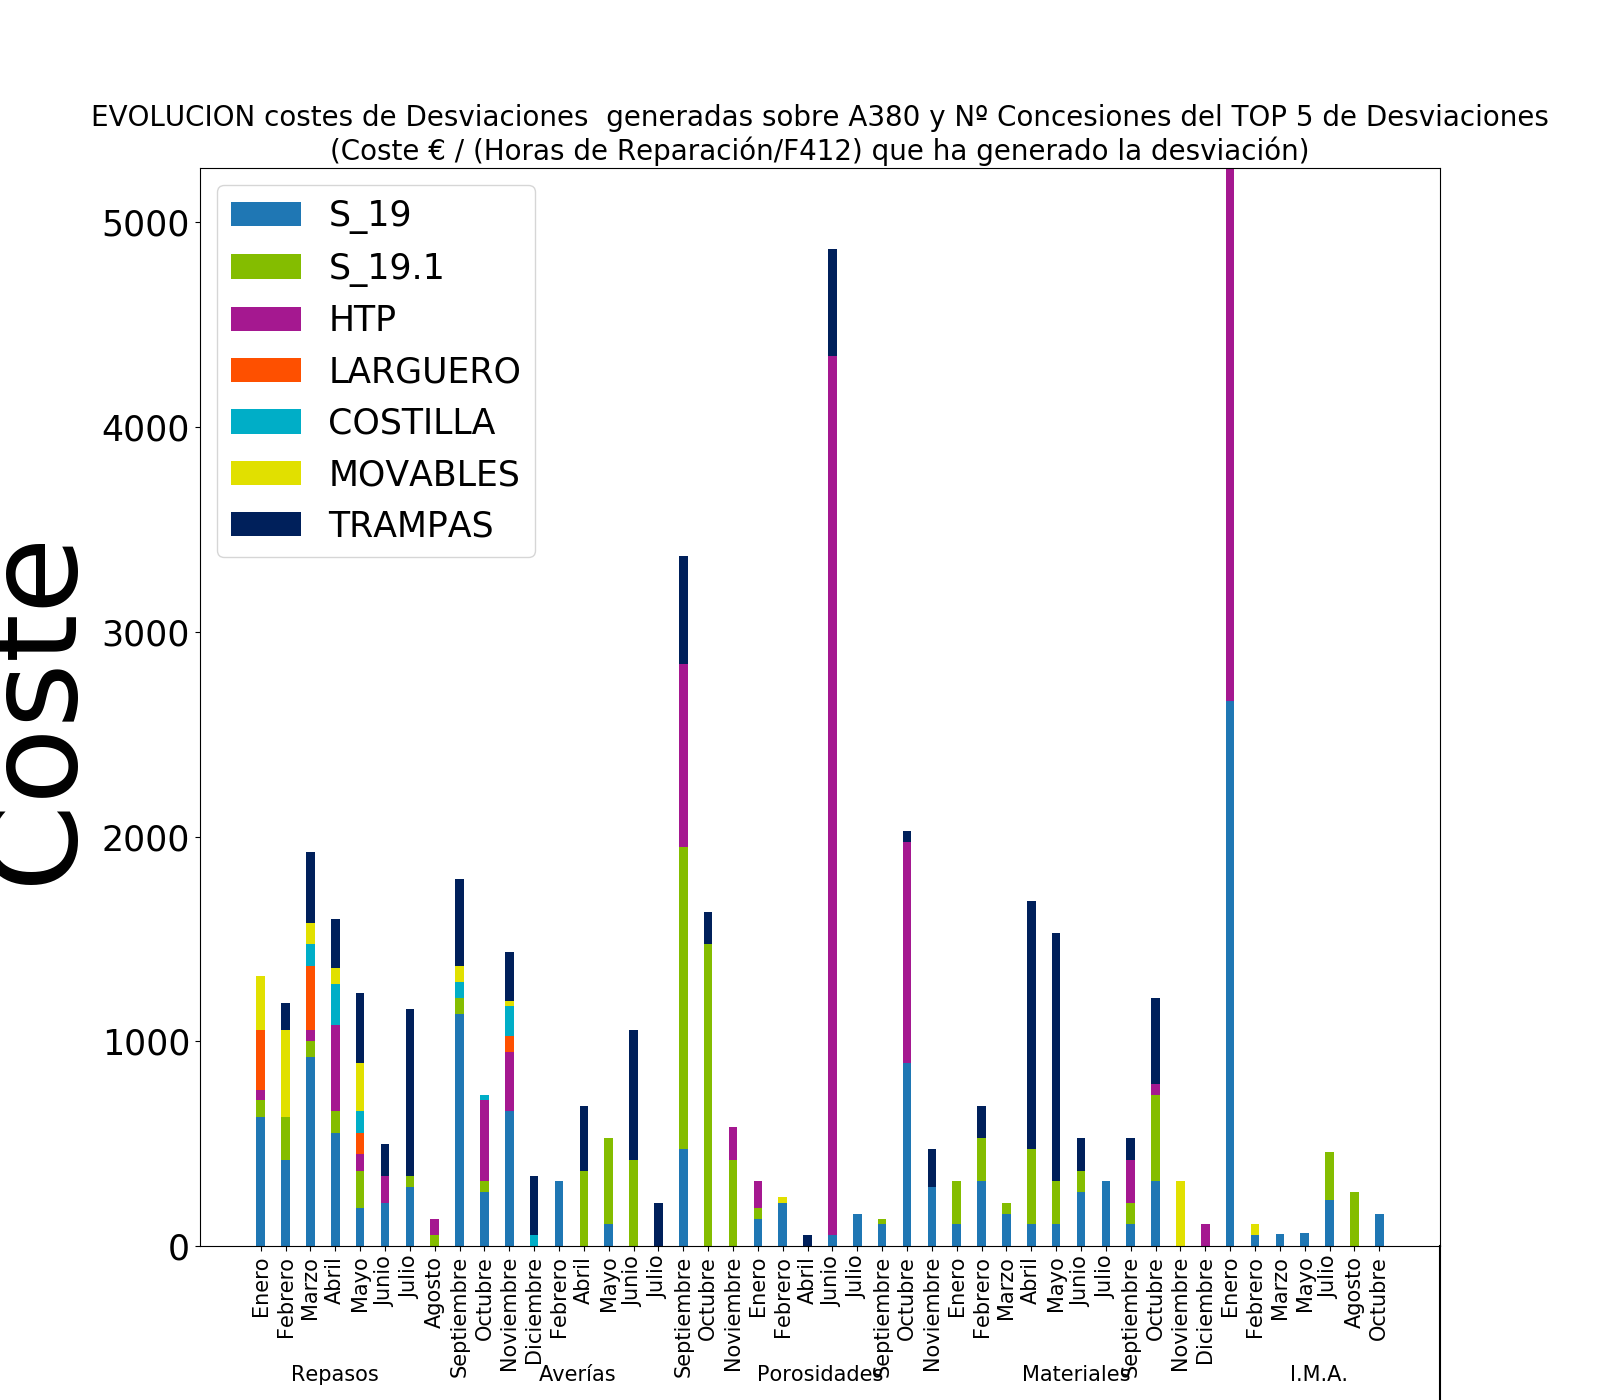 EVOLUCION costes de Desviaciones  generadas sobre A380 y Nº Concesiones del TOP 5 de Desviaciones
(Coste € / (Horas de Reparación/F412) que ha generado la desviación)
S_19
S_19.1
HTP
LARGUERO
COSTILLA
MOVABLES
TRAMPAS
5000
4000
3000
2000
1000
0
Coste
Enero
Febrero
Marzo
Abril
Mayo
Junio
Julio
Agosto
Septiembre
Octubre
Noviembre
Diciembre
Febrero
Abril
Mayo
Junio
Julio
Septiembre
Octubre
Noviembre
Enero
Febrero
Abril
Junio
Julio
Septiembre
Octubre
Noviembre
Enero
Febrero
Marzo
Abril
Mayo
Junio
Julio
Septiembre
Octubre
Noviembre
Diciembre
Enero
Febrero
Marzo
Mayo
Julio
Agosto
Octubre
Repasos
Averías
Porosidades
Materiales
I.M.A.